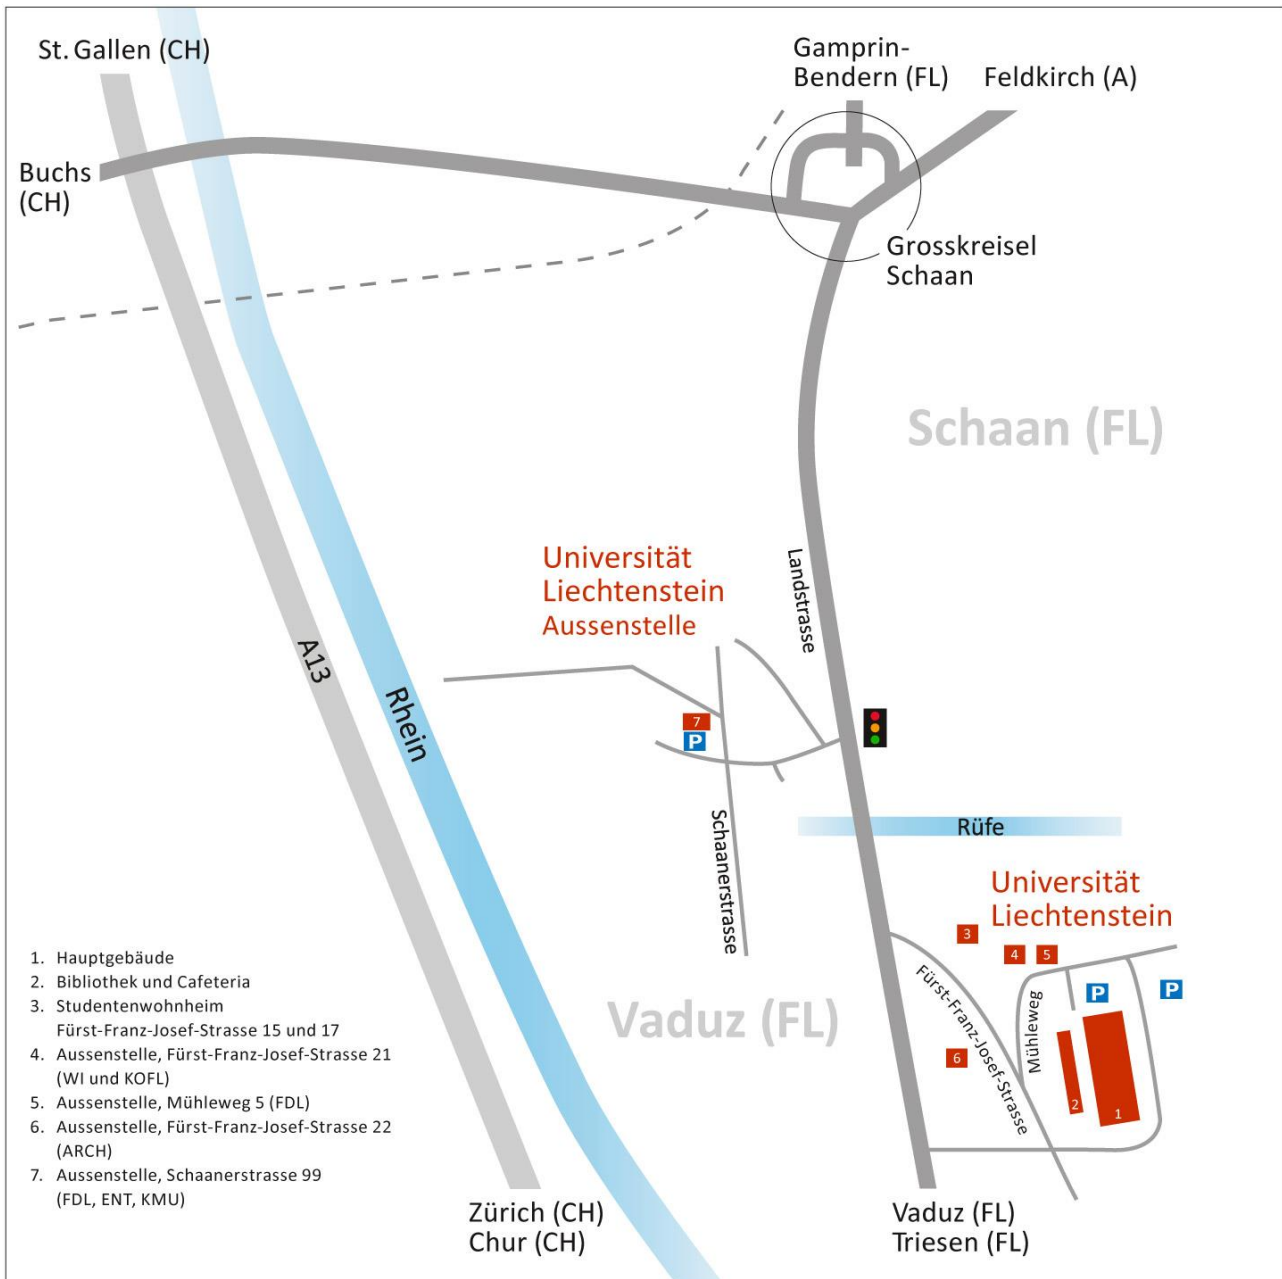 St. Gallen (CH)
Gamprin-
Bendern (FL)
Feldkirch (A)
Buchs
(CH)
Grosskreisel
Schaan
Schaan (FL)
Universität
Liechtenstein
Aussenstelle
Landstrasse
A13
Rhein
7
P
Schaanerstrasse
Rüfe
Universität
Liechtenstein
3
4
5
P
P
Fürst-Franz-Josef-Strasse
Mühleweg
6
2
1
Vaduz (FL)
1. Hauptgebäude
2. Bibliothek und Cafeteria
3. Studentenwohnheim
Fürst-Franz-Josef-Strasse 15 und 17
4. Aussenstelle, Fürst-Franz-Josef-Strasse 21
(WI und KOFL)
5. Aussenstelle, Mühleweg 5 (FDL)
6. Aussenstelle, Fürst-Franz-Josef-Strasse 22
(ARCH)
7. Aussenstelle, Schaanerstrasse 99
(FDL, ENT, KMU)
Zürich (CH)
Chur (CH)
Vaduz (FL)
Triesen (FL)